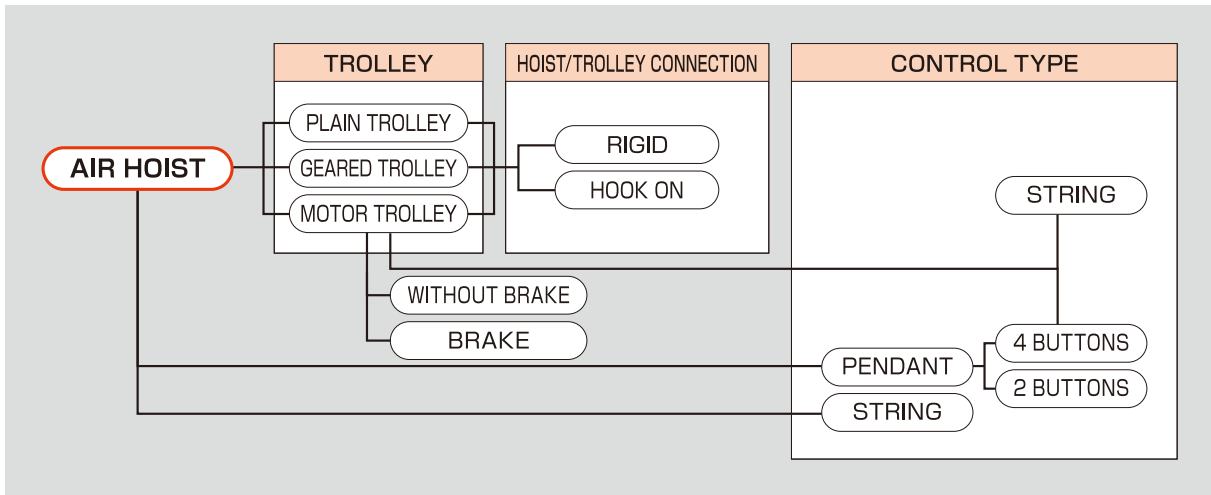 TROLLEY
HOIST/TROLLEY CONNECTION
CONTROL TYPE
PLAIN TROLLEY
RIGID
AIR HOIST
GEARED TROLLEY
HOOK ON
STRING
MOTOR TROLLEY
WITHOUT BRAKE
BRAKE
4 BUTTONS
PENDANT
2 BUTTONS
STRING